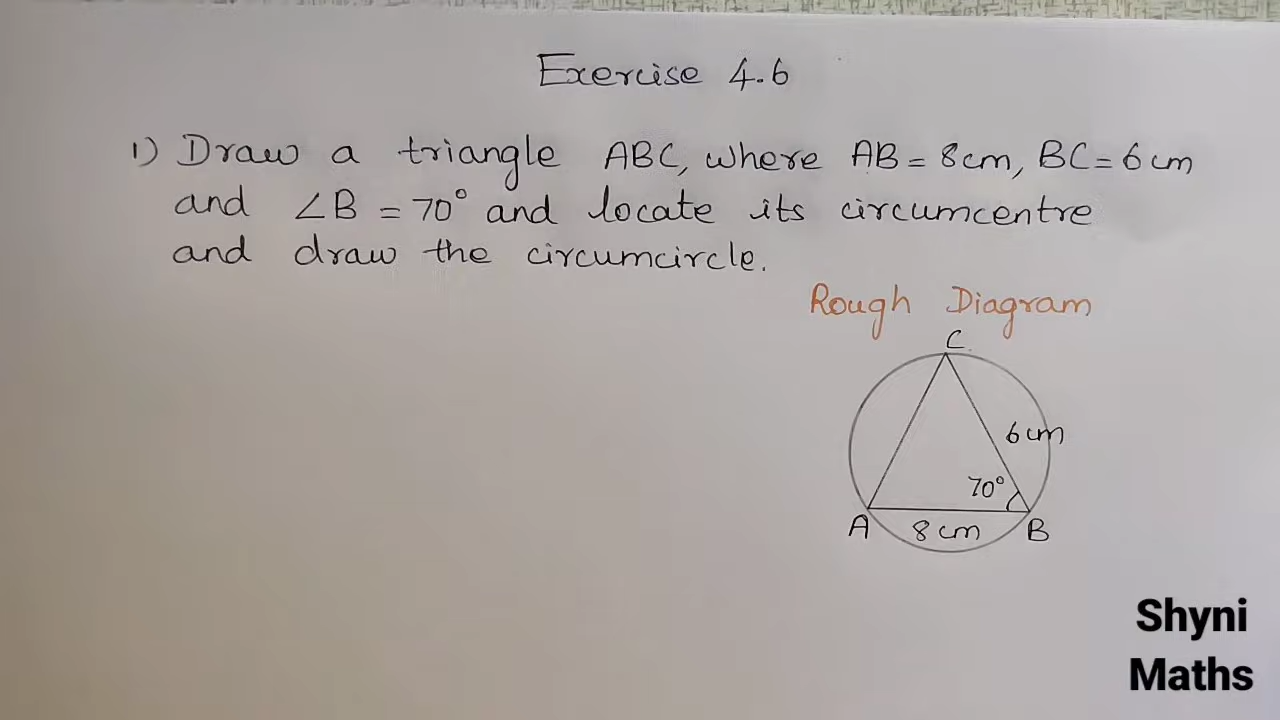 Exercise 4.6
1) Draw a triangle ABC, where AB = 8cm, BC = 6cm
and ∠B = 70° and locate its circumcentre
and draw the circumcircle.
Rough Diagram
C
6cm
70°
A 8cm B
Shyni
Maths